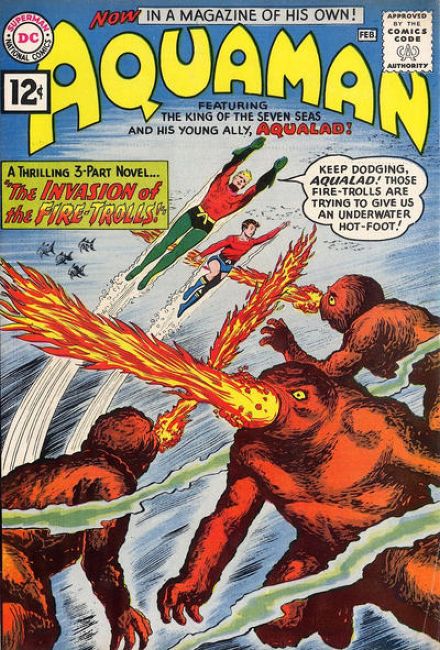 SUPERMAN
DC
NATIONAL COMICS
NOW IN A MAGAZINE OF HIS OWN!
FEB.
APPROVED
BY THE
COMICS
CODE
CA
AUTHORITY
12¢
AQUAMAN
FEATURING
THE KING OF THE SEVEN SEAS
AND HIS YOUNG ALLY, AQUALAD!
A THRILLING 3-PART NOVEL...
"The INVASION of
the FIRE-TROLLS!"
KEEP DODGING,
AQUALAD! THOSE
FIRE-TROLLS ARE
TRYING TO GIVE US
AN UNDERWATER
HOT-FOOT!